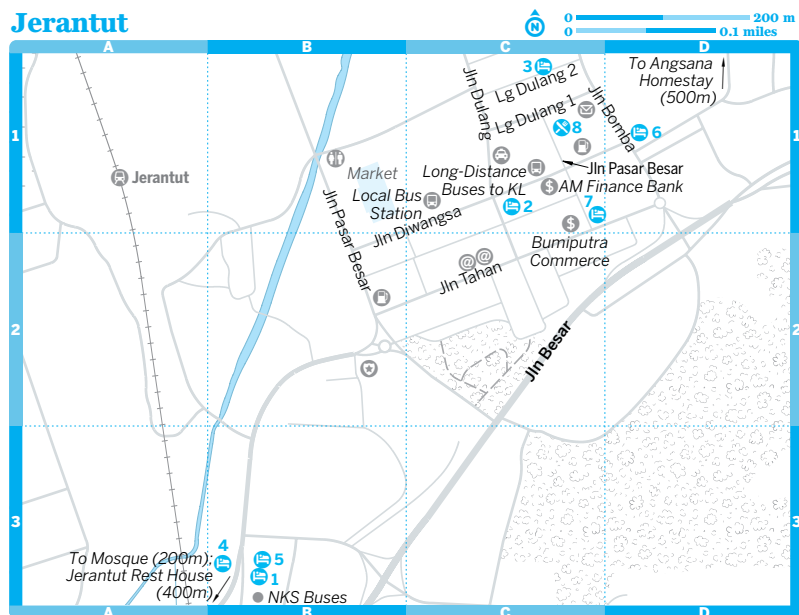 Jerantut
N
0 200 m
0 0.1 miles
A B C D
1 1
2 2
3 3
A B C D
To Angsana
Homestay
(500m)
3
Lg Dulang 2
Jln Dulang
Lg Dulang 1
Jln Bomba
8
6
Jln Pasar Besar
Market
Long-Distance
Buses to KL
$ AM Finance Bank
Jerantut
Local Bus
Station
2
7
Jln Diwangsa
$
Bumiputra
Commerce
Jln Pasar Besar
@ @
Jln Tahan
Jln Besar
4
To Mosque (200m);
Jerantut Rest House
(400m)
5
1
NKS Buses